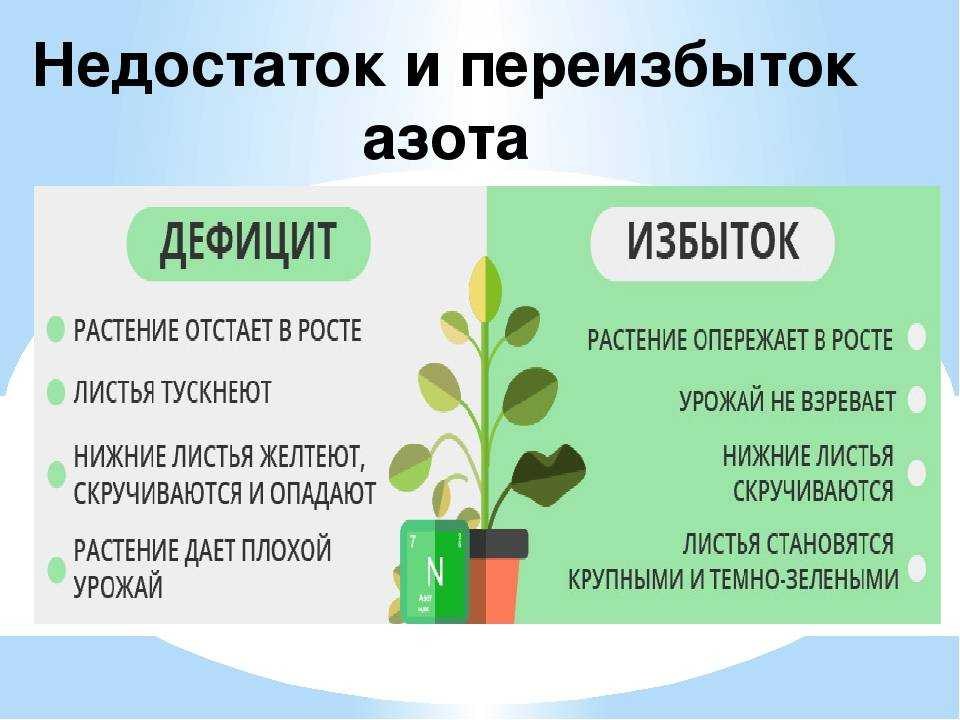 Недостаток и переизбыток
азота
ДЕФИЦИТ
РАСТЕНИЕ ОТСТАЕТ В РОСТЕ
ЛИСТЬЯ ТУСКНЕЮТ
НИЖНИЕ ЛИСТЬЯ ЖЕЛТЕЮТ,
СКРУЧИВАЮТСЯ И ОПАДАЮТ
РАСТЕНИЕ ДАЕТ ПЛОХОЙ
УРОЖАЙ
7
N
Азот
ИЗБЫТОК
РАСТЕНИЕ ОПЕРЕЖАЕТ В РОСТЕ
УРОЖАЙ НЕ ВЗРЕВАЕТ
НИЖНИЕ ЛИСТЬЯ
СКРУЧИВАЮТСЯ
ЛИСТЬЯ СТАНОВЯТСЯ
КРУПНЫМИ И ТЕМНО-ЗЕЛЕНЫМИ